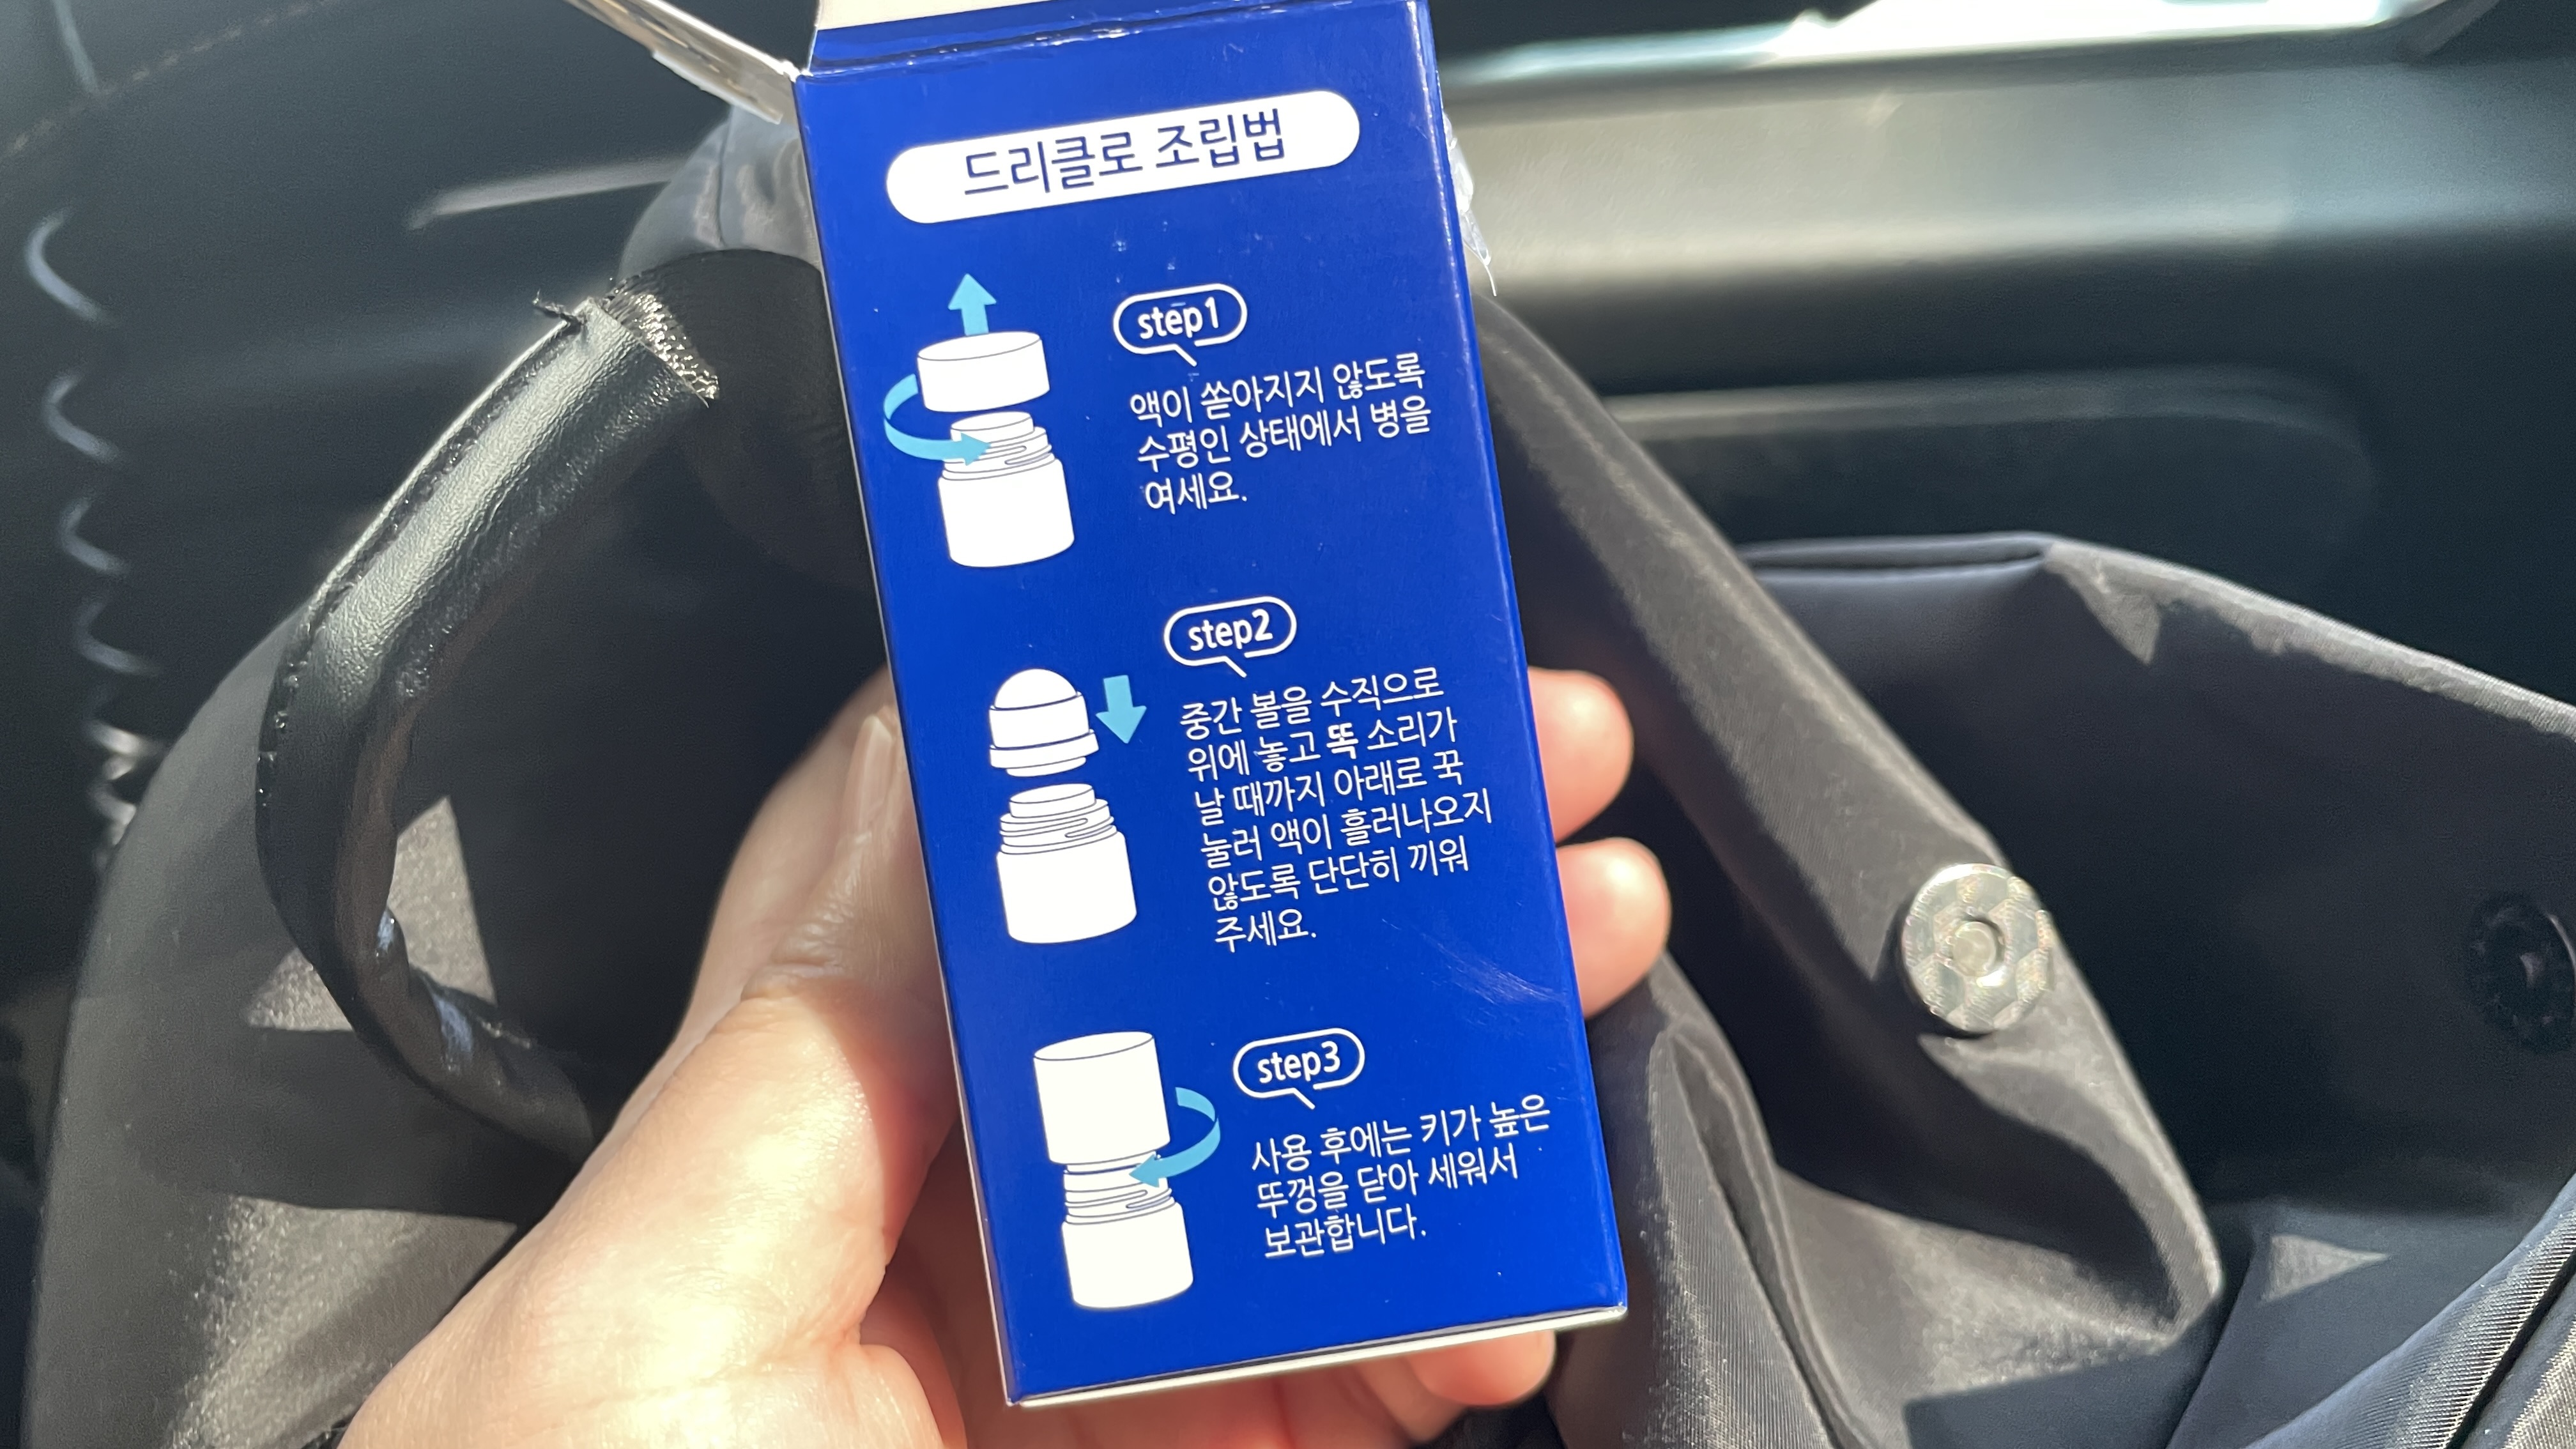 드리클로 조립법
step1
액이 쏟아지지 않도록
수평인 상태에서 병을
여세요.
step2
중간 볼을 수직으로
위에 놓고 똑 소리가
날 때까지 아래로 꾹
눌러 액이 흘러나오지
않도록 단단히 끼워
주세요.
step3
사용 후에는 키가 높은
뚜껑을 닫아 세워서
보관합니다.